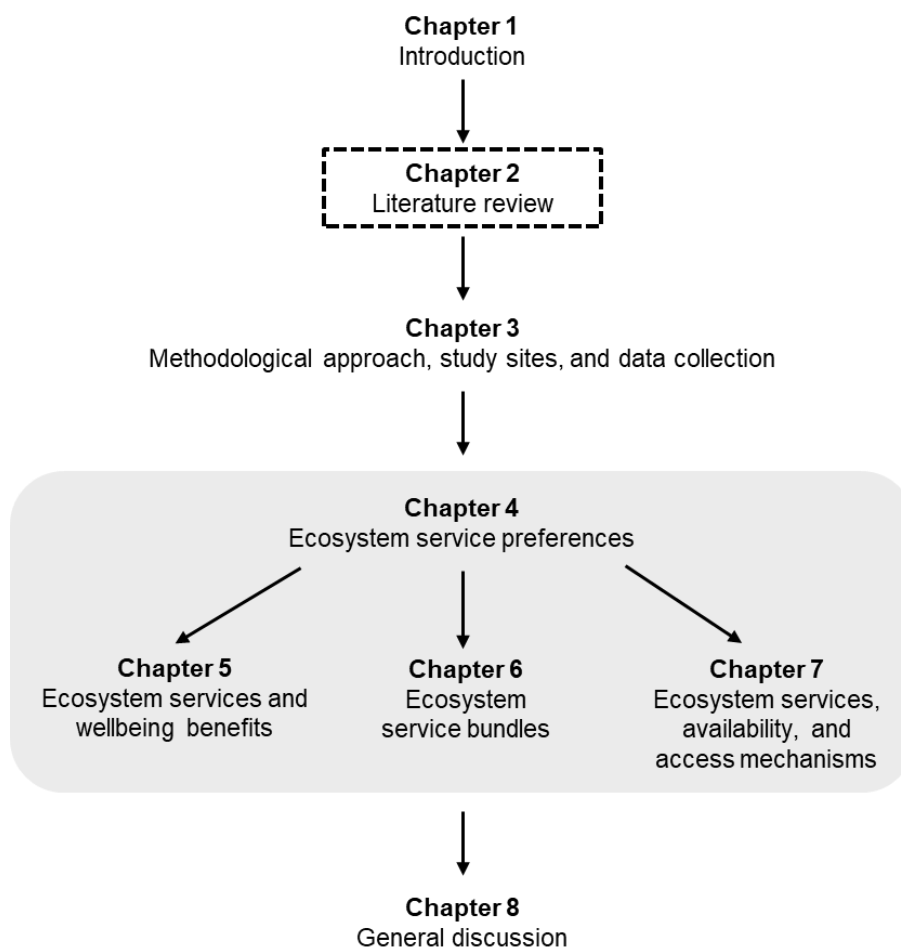 Chapter 1
Introduction
Chapter 2
Literature review
Chapter 3
Methodological approach, study sites, and data collection
Chapter 4
Ecosystem service preferences
Chapter 5
Ecosystem services and
wellbeing benefits
Chapter 6
Ecosystem
service bundles
Chapter 7
Ecosystem services,
availability, and
access mechanisms
Chapter 8
General discussion